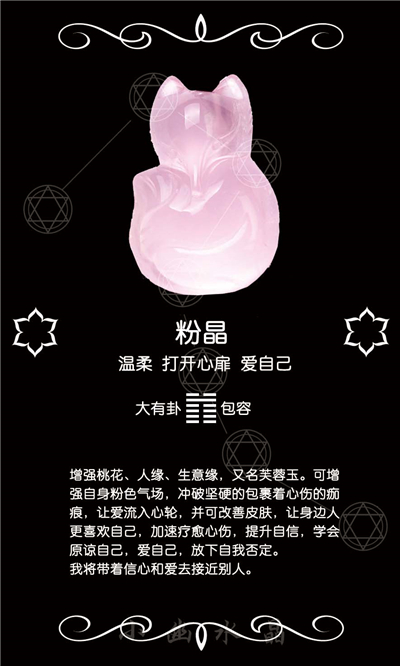 粉晶
温柔 打开心扉 爱自己
大有卦 包容
增强桃花、人缘、生意缘，又名芙蓉玉。可增
强自身粉色气场，冲破坚硬的包裹着心伤的痂
痕，让爱流入心轮，并可改善皮肤，让身边人
更喜欢自己，加速疗愈心伤，提升自信，学会
原谅自己，爱自己，放下自我否定。
我将带着信心和爱去接近别人。
小幽水晶